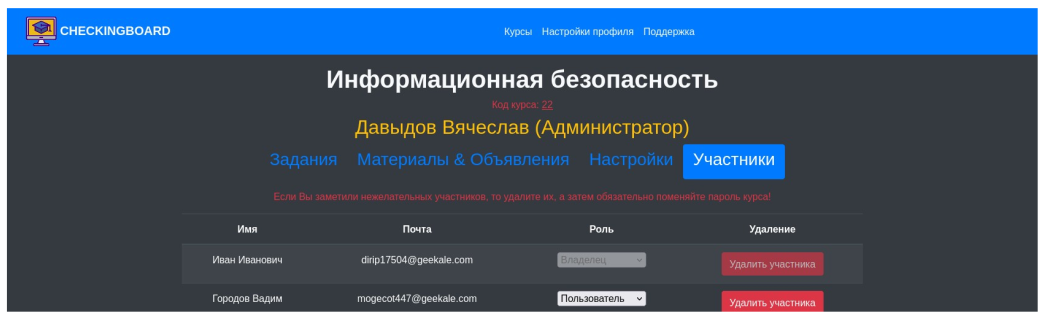 CHECKINGBOARD Курсы Настройки профиля Поддержка
Информационная безопасность
Код курса: 22
Давыдов Вячеслав (Администратор)
Задания Материалы & Объявления Настройки Участники
Если Вы заметили нежелательных участников, то удалите их, а затем обязательно поменяйте пароль курса!
Имя Почта Роль Удаление
Иван Иванович dirip17504@geekale.com Владелец Удалить участника
Городов Вадим mogecot447@geekale.com Пользователь Удалить участника